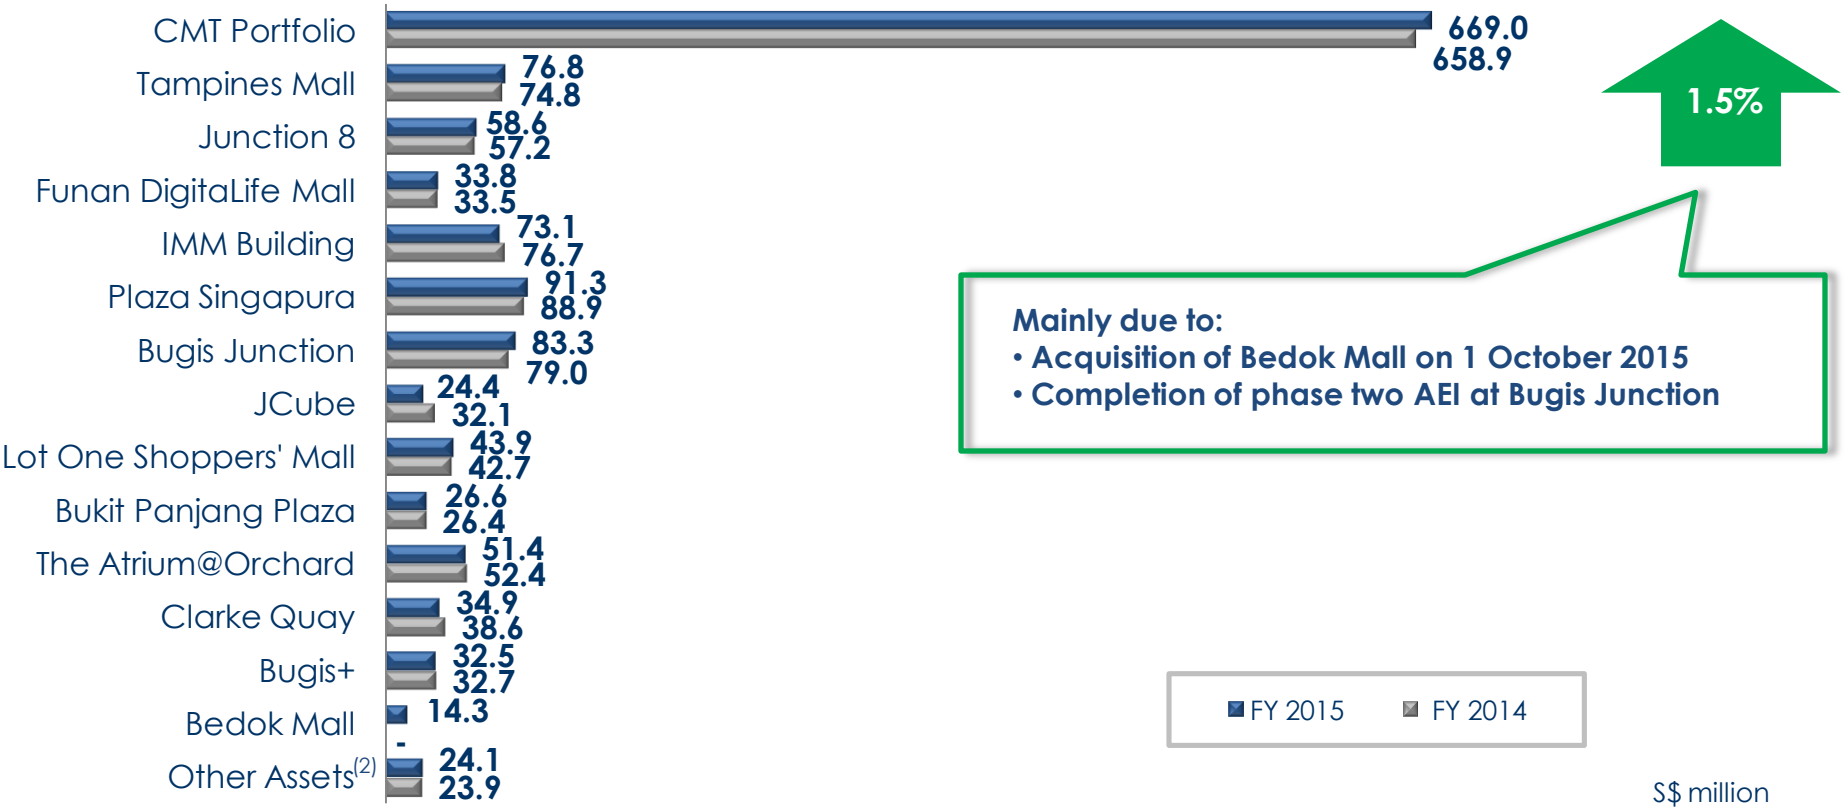 CMT Portfolio
669.0
658.9
Tampines Mall
76.8
74.8
Junction 8
58.6
57.2
Funan DigitaLife Mall
33.8
33.5
IMM Building
73.1
76.7
Plaza Singapura
91.3
88.9
Bugis Junction
83.3
79.0
JCube
24.4
32.1
Lot One Shoppers' Mall
43.9
42.7
Bukit Panjang Plaza
26.6
26.4
The Atrium@Orchard
51.4
52.4
Clarke Quay
34.9
38.6
Bugis+
32.5
32.7
Bedok Mall
14.3
-
Other Assets(2)
24.1
23.9
1.5%
Mainly due to:
• Acquisition of Bedok Mall on 1 October 2015
• Completion of phase two AEI at Bugis Junction
FY 2015 FY 2014
S$ million